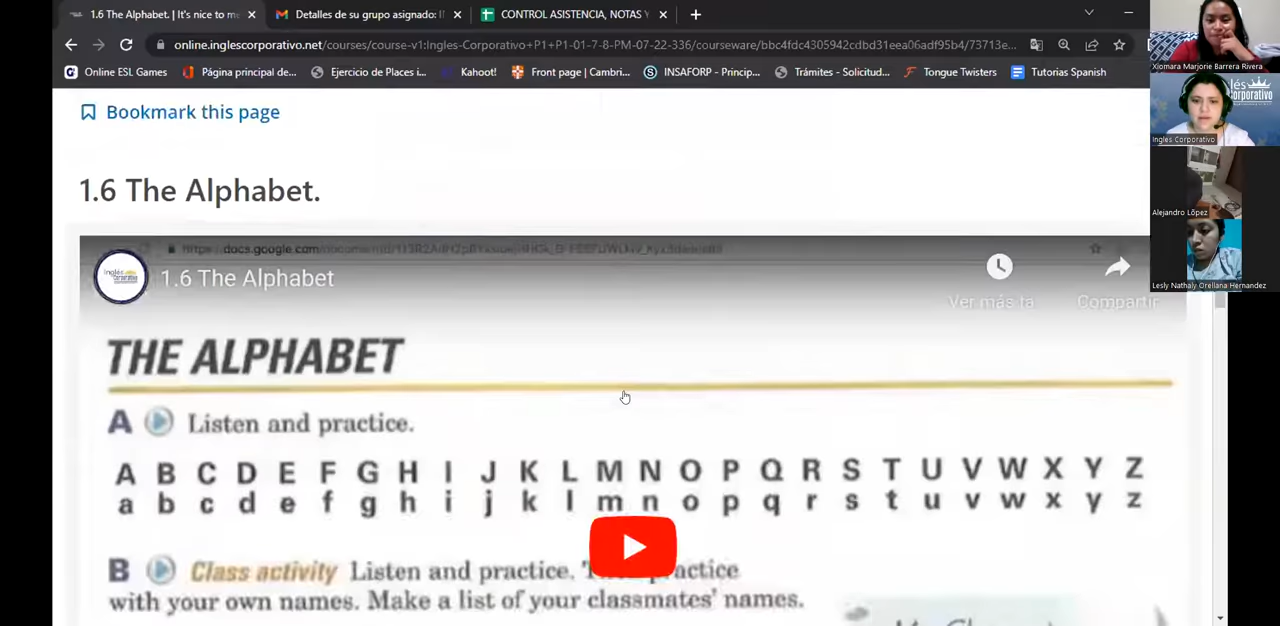 1.6 The Alphabet. | It's nice to me
Detalles de su grupo asignado: I
CONTROL ASISTENCIA, NOTAS Y
online.inglescorporativo.net/courses/course-v1:Ingles-Corporativo+P1+P1-01-7-8-PM-07-22-336/courseware/bbc4fdc4305942cdbd31eea06adf95b4/73713e...
Online ESL Games
Página principal de...
Ejercicio de Places i...
Kahoot!
Front page | Cambri...
INSAFORP - Princip...
Trámites - Solicitud...
Tongue Twisters
Tutorias Spanish
Xiomara Marjorie Barrera Rivera
Ingles Corporativo
Alejandro López
Lesly Nathaly Orellana Hernandez
Bookmark this page
1.6 The Alphabet.
1.6 The Alphabet
Ver más ta
Compartir
THE ALPHABET
A Listen and practice.
A B C D E F G H I J K L M N O P Q R S T U V W X Y Z
a b c d e f g h i j k l m n o p q r s t u v w x y z
B Class activity Listen and practice. practice
with your own names. Make a list of your classmates' names.